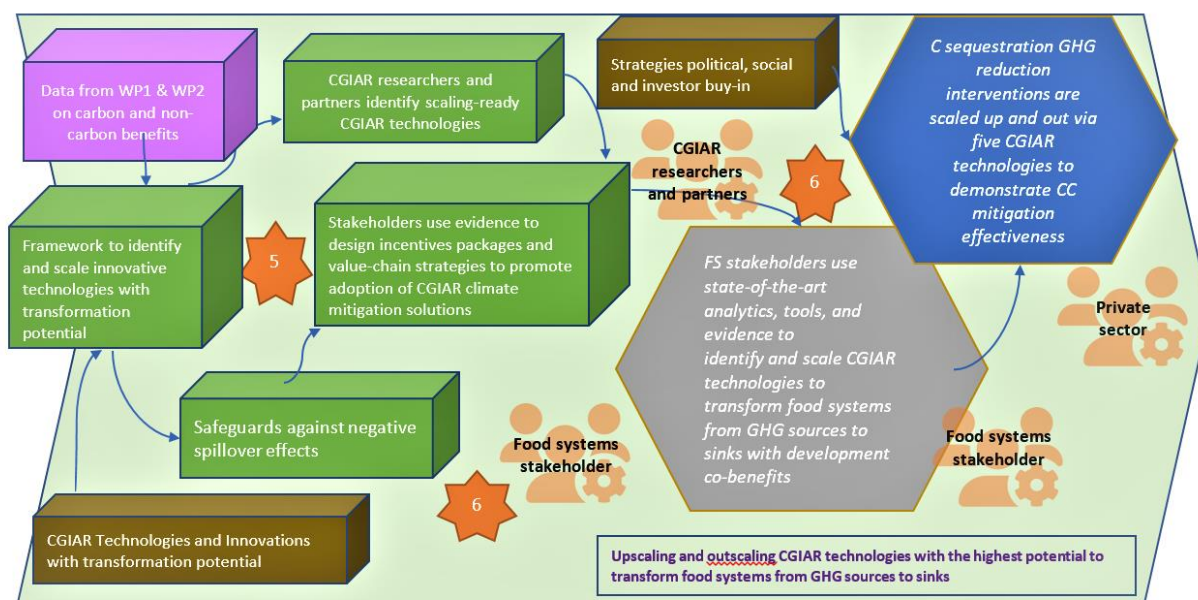 Data from WP1 & WP2
on carbon and non-
carbon benefits
CGIAR researchers and
partners identify scaling-ready
CGIAR technologies
Strategies political, social
and investor buy-in
C sequestration GHG
reduction
interventions are
scaled up and out via
five CGIAR
technologies to
demonstrate CC
mitigation
effectiveness
CGIAR
researchers
and partners
6
Framework to identify
and scale innovative
technologies with
transformation
potential
5
Stakeholders use evidence to
design incentives packages and
value-chain strategies to promote
adoption of CGIAR climate
mitigation solutions
FS stakeholders use
state-of-the-art
analytics, tools, and
evidence to
identify and scale CGIAR
technologies to
transform food systems
from GHG sources to
sinks with development
co-benefits
Private
sector
Safeguards against negative
spillover effects
Food systems
stakeholder
Food systems
stakeholder
6
CGIAR Technologies and Innovations
with transformation potential
Upscaling and outscaling CGIAR technologies with the highest potential to
transform food systems from GHG sources to sinks